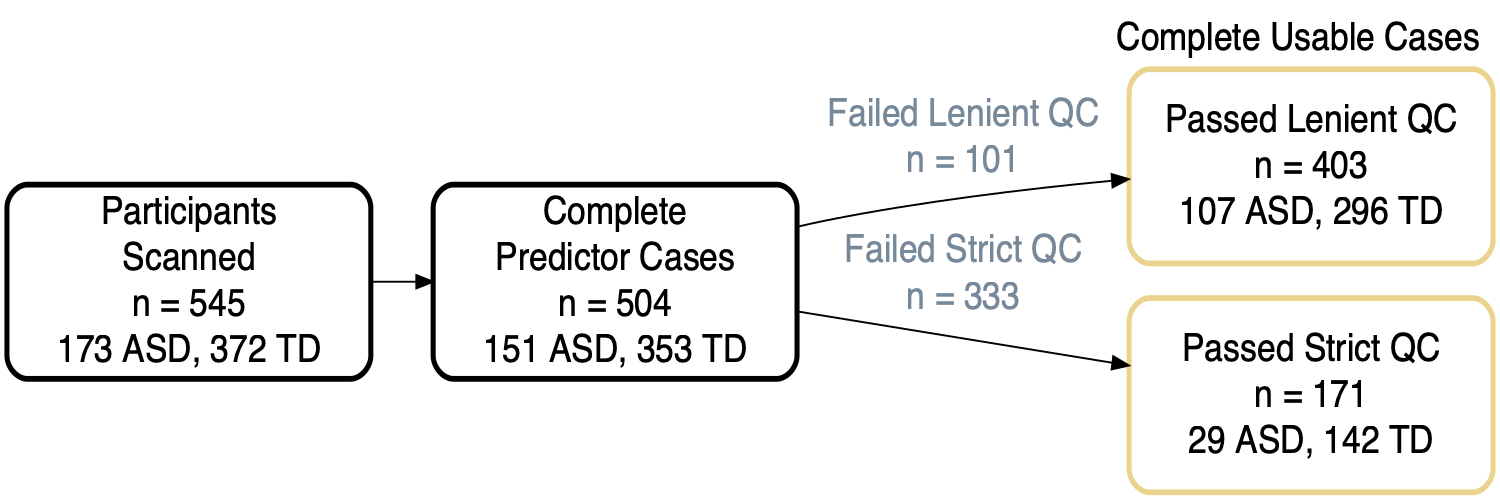 Participants
Scanned
n = 545
173 ASD, 372 TD
Complete
Predictor Cases
n = 504
151 ASD, 353 TD
Failed Lenient QC
n = 101
Failed Strict QC
n = 333
Complete Usable Cases
Passed Lenient QC
n = 403
107 ASD, 296 TD
Passed Strict QC
n = 171
29 ASD, 142 TD